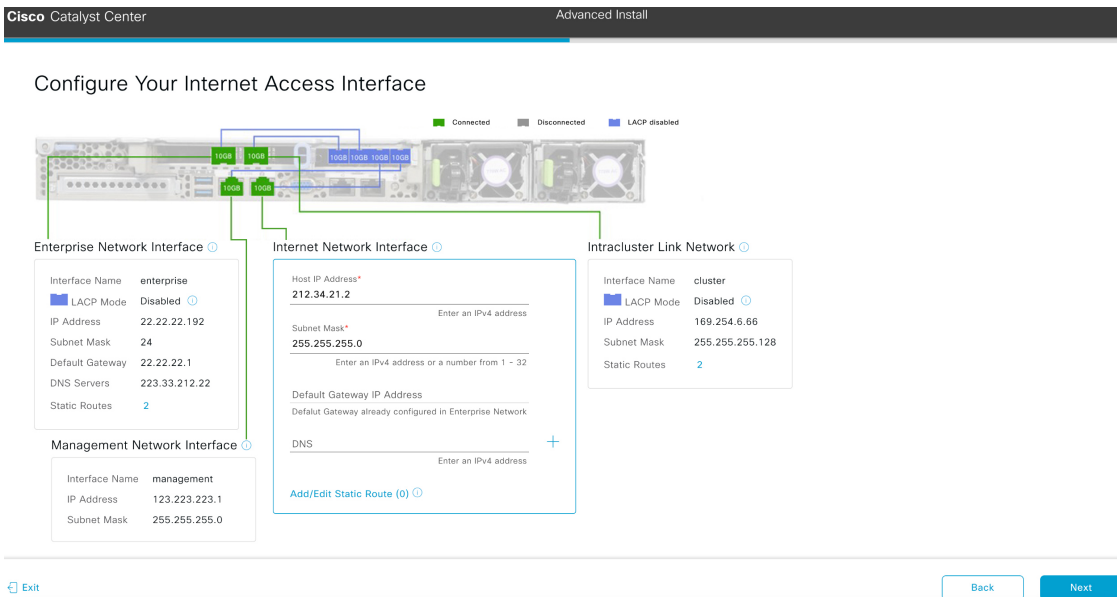 Cisco Catalyst Center
Advanced Install
Configure Your Internet Access Interface
Connected
Disconnected
LACP disabled
10GB 10GB 10GB 10GB 10GB 10GB
10GB 10GB
Enterprise Network Interface
Interface Name enterprise
LACP Mode Disabled
IP Address 22.22.22.192
Subnet Mask 24
Default Gateway 22.22.22.1
DNS Servers 223.33.212.22
Static Routes 2
Management Network Interface
Interface Name management
IP Address 123.223.223.1
Subnet Mask 255.255.255.0
Internet Network Interface
Host IP Address*
212.34.21.2
Enter an IPv4 address
Subnet Mask*
255.255.255.0
Enter an IPv4 address or a number from 1 - 32
Default Gateway IP Address
Defalut Gateway already configured in Enterprise Network
DNS
Enter an IPv4 address
Add/Edit Static Route (0)
Intracluster Link Network
Interface Name cluster
LACP Mode Disabled
IP Address 169.254.6.66
Subnet Mask 255.255.255.128
Static Routes 2
Exit
Back
Next